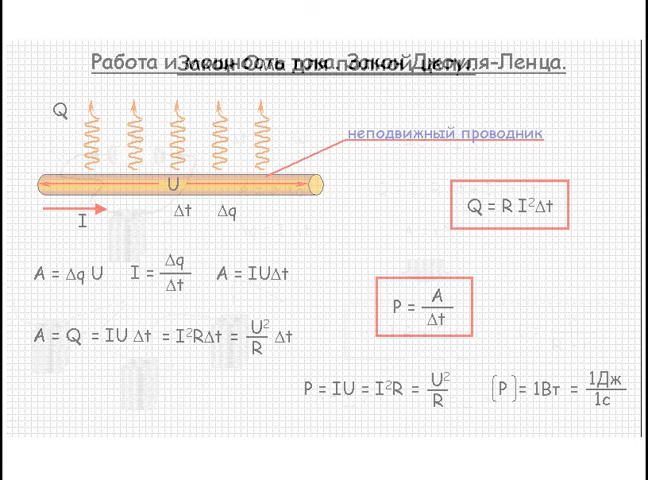 Работа и мощность тока. Закон Джоуля-Ленца.
Закон Ома для полной цепи.
Q
неподвижный проводник
U
I
Δt Δq
Q = R I²Δt
A = Δq U I = Δq/Δt A = IUΔt
P = A/Δt
A = Q = IU Δt = I²RΔt = U²/R Δt
P = IU = I²R = U²/R [P] = 1Вт = 1Дж/1с